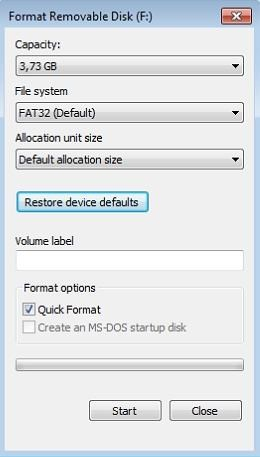 Format Removable Disk (F:)
Capacity:
3,73 GB
File system
FAT32 (Default)
Allocation unit size
Default allocation size
Restore device defaults
Volume label
Format options
Quick Format
Create an MS-DOS startup disk
Start
Close